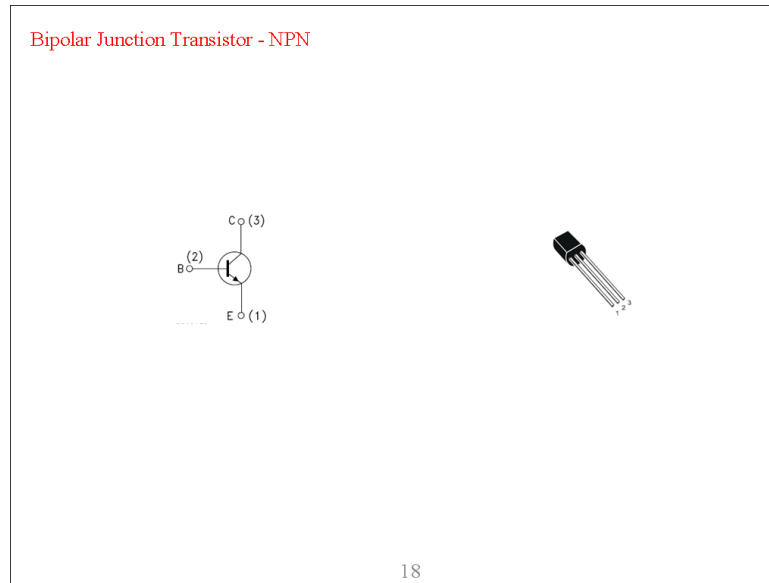 Bipolar Junction Transistor - NPN
C (3)
(2)
B
E (1)
1 2 3
18